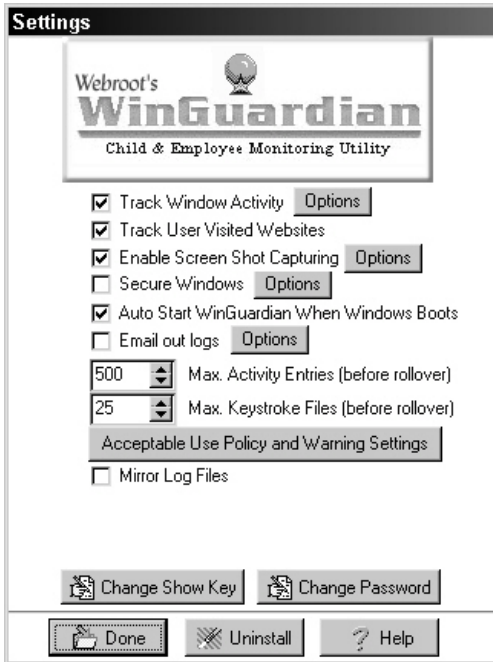 Settings
Webroot's
WinGuardian
Child & Employee Monitoring Utility
Track Window Activity Options
Track User Visited Websites
Enable Screen Shot Capturing Options
Secure Windows Options
Auto Start WinGuardian When Windows Boots
Email out logs Options
500 Max. Activity Entries (before rollover)
25 Max. Keystroke Files (before rollover)
Acceptable Use Policy and Warning Settings
Mirror Log Files
Change Show Key Change Password
Done Uninstall Help